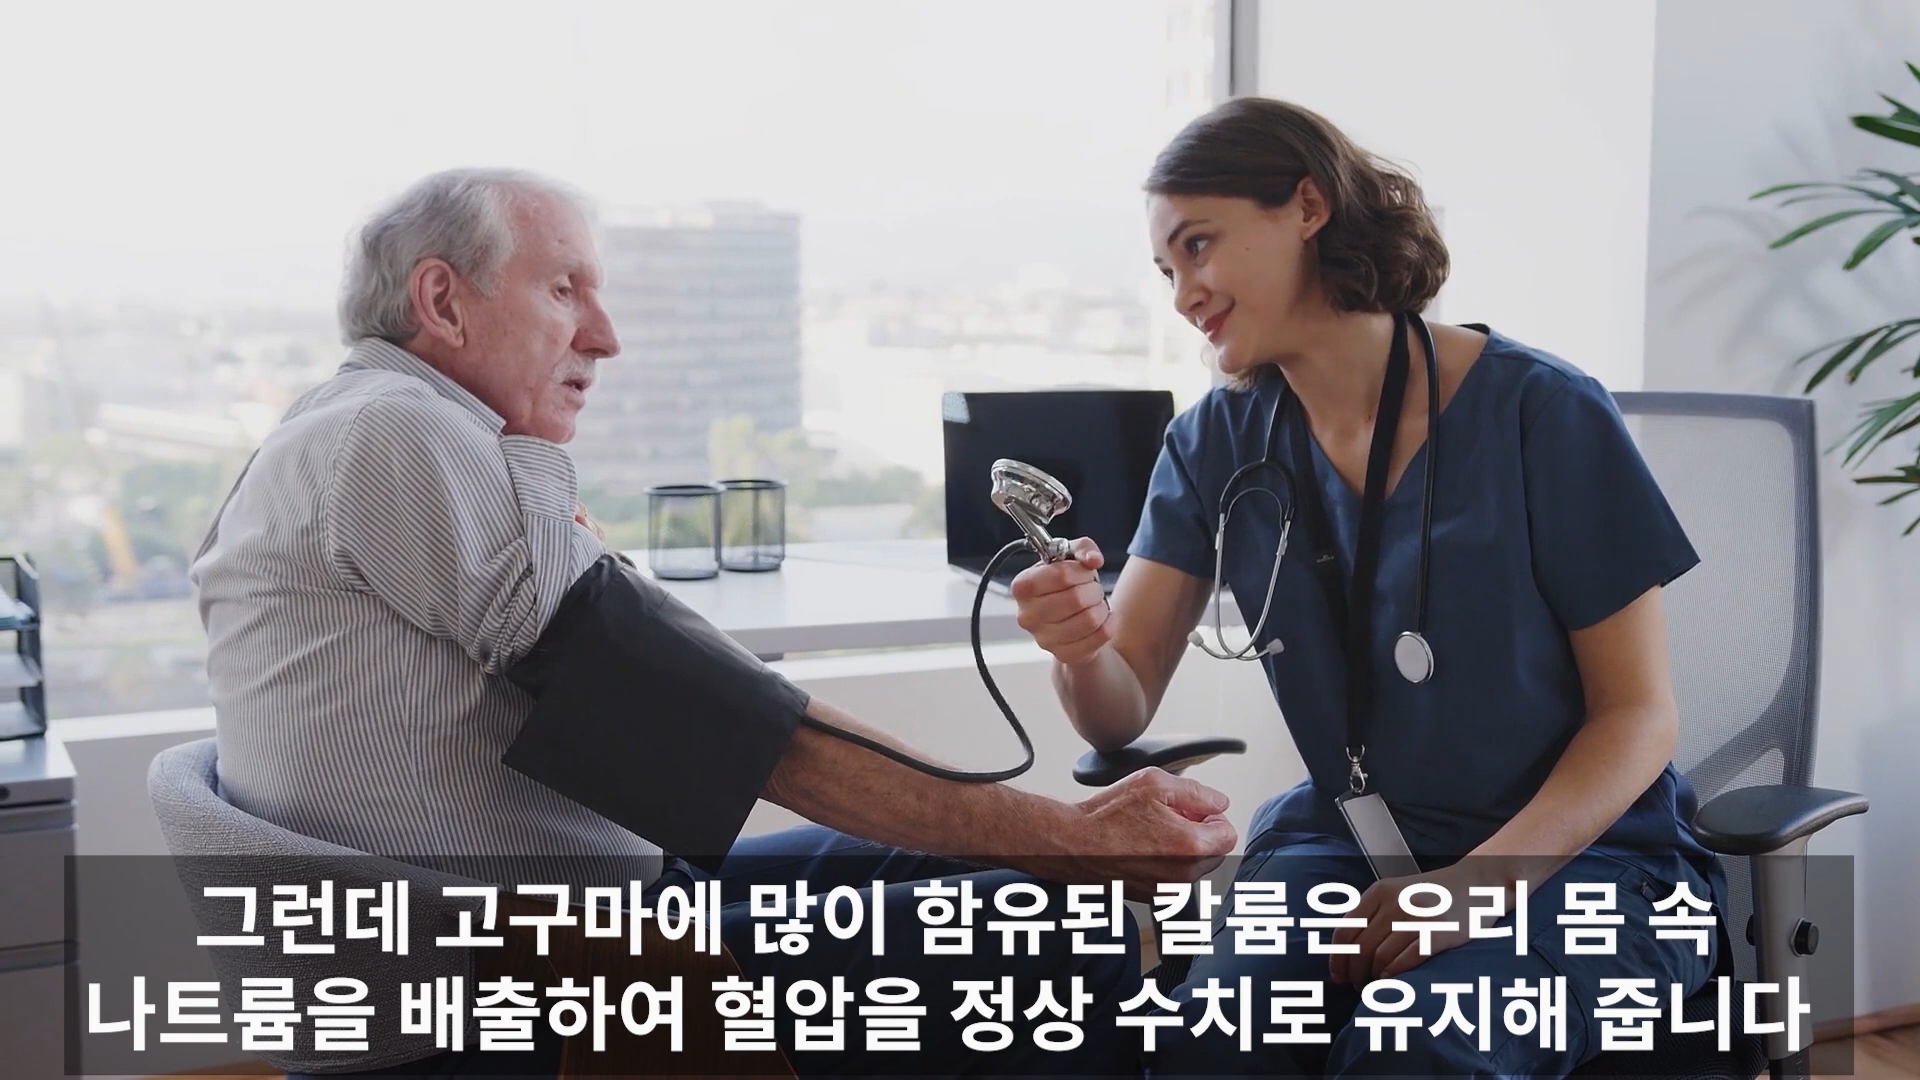 그런데 고구마에 많이 함유된 칼륨은 우리 몸 속
나트륨을 배출하여 혈압을 정상 수치로 유지해 줍니다